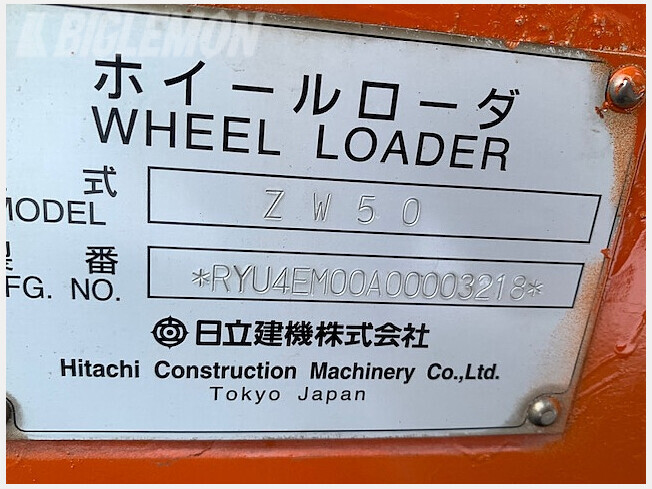 BIGLEMON
ホイールローダ
WHEEL LOADER
式
MODEL ZW50
番
FG. NO. *RYU4EM00A00003218*
日立建機株式会社
Hitachi Construction Machinery Co.,Ltd.
Tokyo Japan